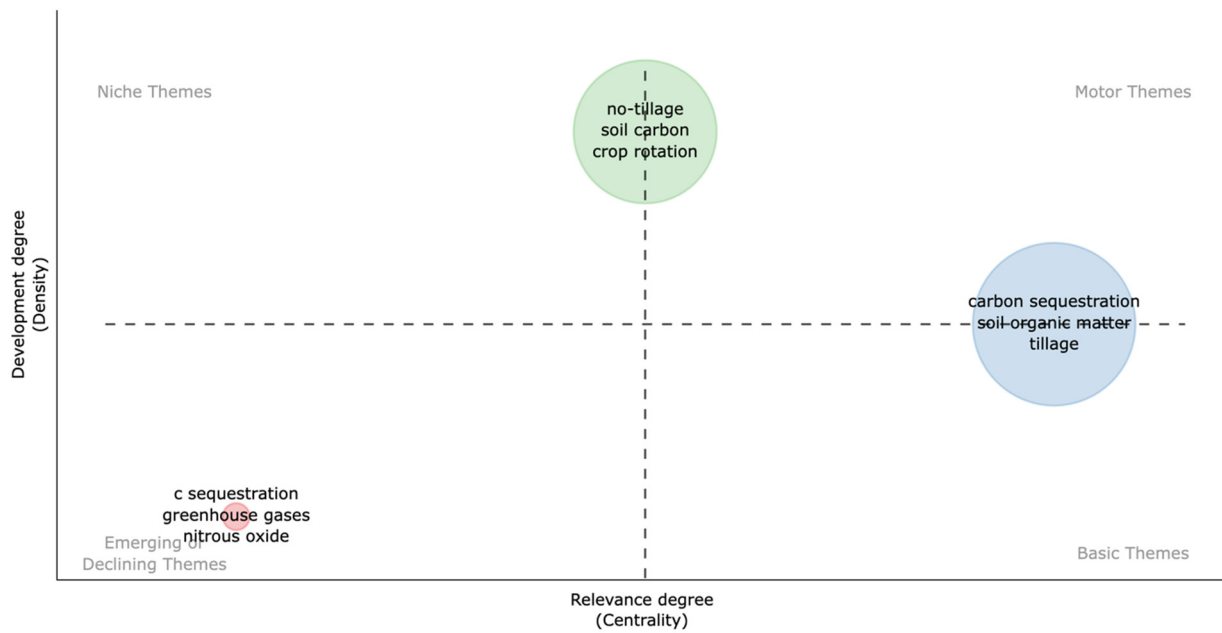 Niche Themes
Motor Themes
no-tillage
soil carbon
crop rotation
Development degree
(Density)
carbon sequestration
soil organic matter
tillage
c sequestration
greenhouse gases
nitrous oxide
Emerging or
Declining Themes
Basic Themes
Relevance degree
(Centrality)